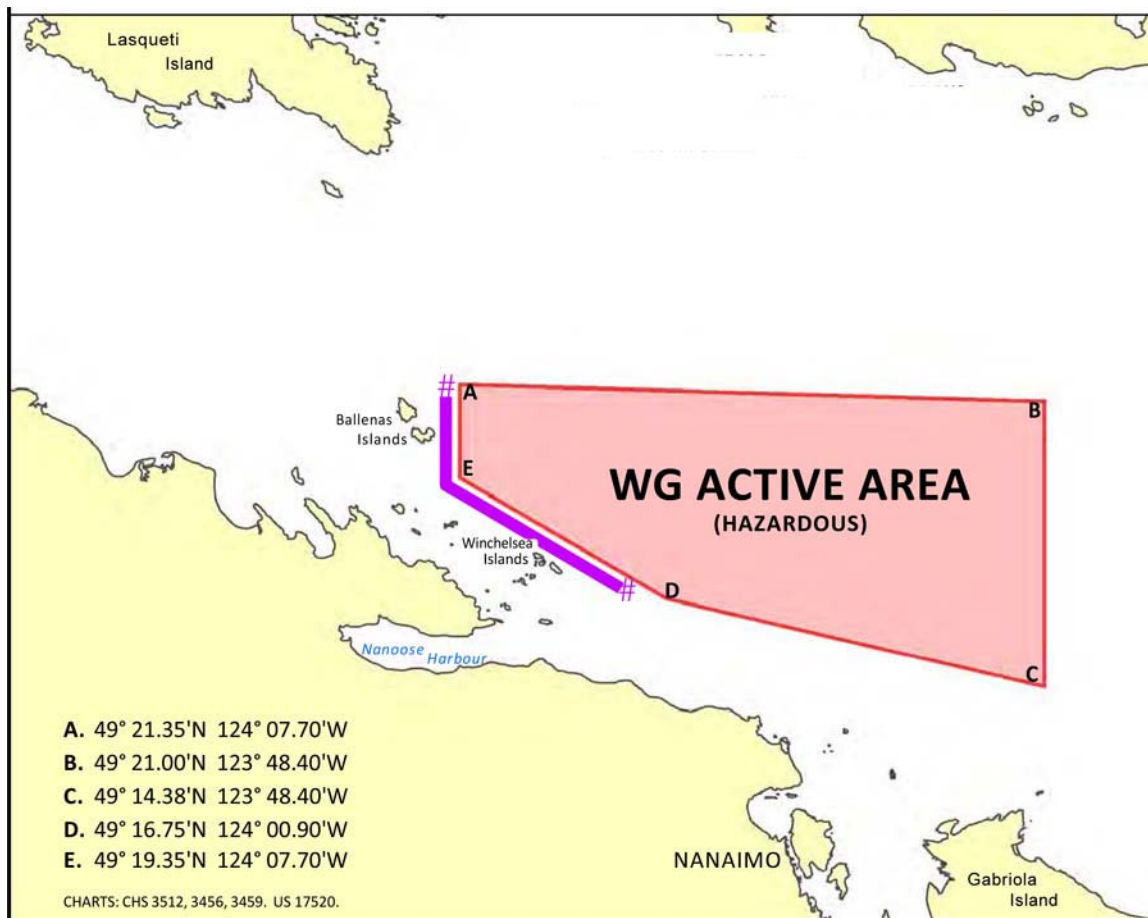 Lasqueti
Island
#
A
B
Ballenas
Islands
E
WG ACTIVE AREA
(HAZARDOUS)
Winchelsea
Islands
#
D
Nanoose Harbour
C
A. 49° 21.35'N 124° 07.70'W
B. 49° 21.00'N 123° 48.40'W
C. 49° 14.38'N 123° 48.40'W
D. 49° 16.75'N 124° 00.90'W
E. 49° 19.35'N 124° 07.70'W
NANAIMO
Gabriola
Island
CHARTS: CHS 3512, 3456, 3459. US 17520.